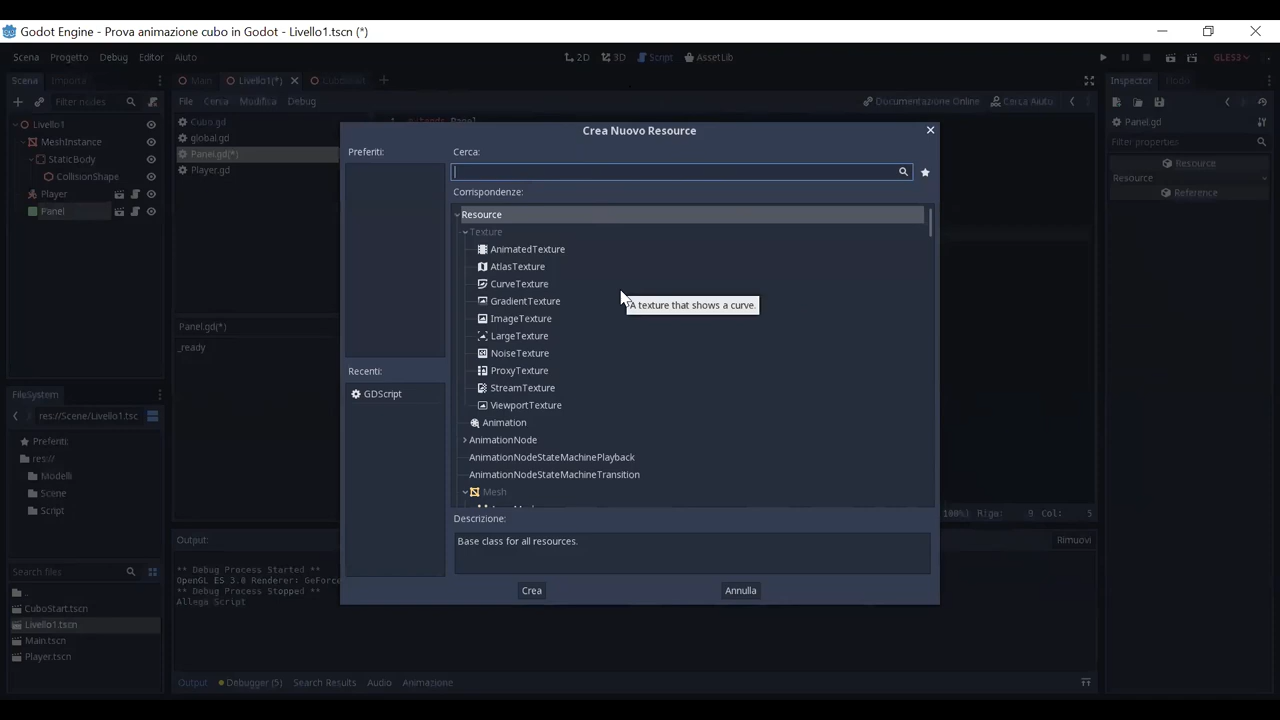 Godot Engine - Prova animazione cubo in Godot - Livello1.tscn (*)
Scena Progetto Debug Editor Aiuto
2D 3D Script AssetLib
GLES3
Scena Importa
Filter nodes
Livello1
MeshInstance
StaticBody
CollisionShape
Player
Panel
FileSystem
res://Scene/Livello1.tsc
Preferiti:
res://
Modelli
Scene
Script
Search files
..
CuboStart.tscn
Livello1.tscn
Main.tscn
Player.tscn
Main Livello1(*)
File Cerca Modifica Debug
Documentazione Online Cerca Aiuto
Cubo.gd
global.gd
Panel.gd(*)
Player.gd
Panel.gd(*)
_ready
extends Panel
100%) Riga: 9 Col: 5
Output:
Rimuovi
** Debug Process Started **
OpenGL ES 3.0 Renderer: GeForce
** Debug Process Stopped **
Allega Script
Output Debugger (5) Search Results Audio Animazione
Crea Nuovo Resource
Preferiti:
Recenti:
GDScript
Cerca:
Corrispondenze:
Resource
Texture
AnimatedTexture
AtlasTexture
CurveTexture
GradientTexture
A texture that shows a curve.
ImageTexture
LargeTexture
NoiseTexture
ProxyTexture
StreamTexture
ViewportTexture
Animation
AnimationNode
AnimationNodeStateMachinePlayback
AnimationNodeStateMachineTransition
Mesh
Descrizione:
Base class for all resources.
Crea Annulla
Inspector Nodo
Panel.gd
Filter properties
Resource
Resource
Reference